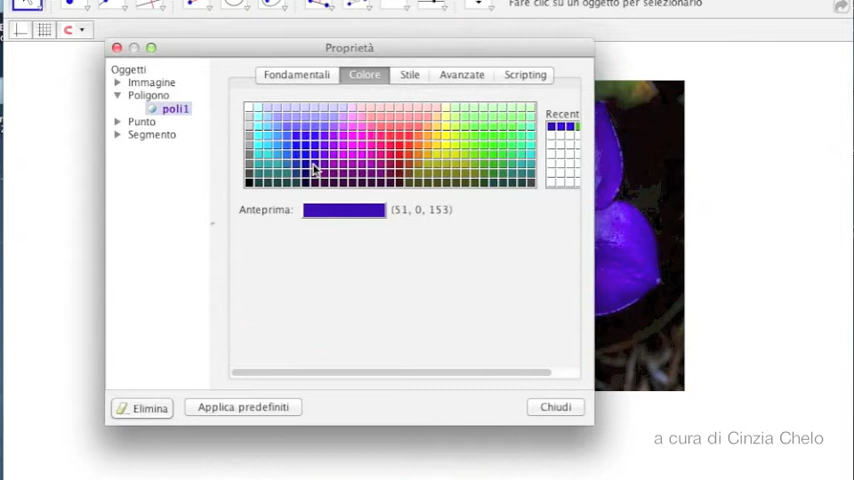 Fare clic su un oggetto per selezionarlo
Proprietà
Oggetti
Immagine
Poligono
poli1
Punto
Segmento
Fondamentali
Colore
Stile
Avanzate
Scripting
Recent
Anteprima:
(51, 0, 153)
Elimina
Applica predefiniti
Chiudi
a cura di Cinzia Chelo